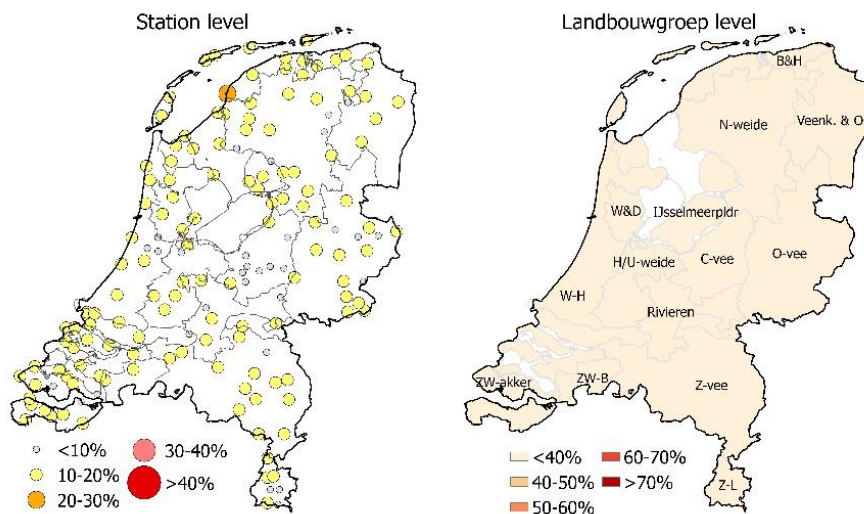 Station level
<10%
10-20%
20-30%
30-40%
>40%
Landbouwgroep level
B&H
N-weide
Veenk. & O
W&D
IJsselmeerpldr
H/U-weide
C-vee
O-vee
W-H
Rivieren
ZW-akker
ZW-B
Z-vee
Z-L
<40%
40-50%
50-60%
60-70%
>70%